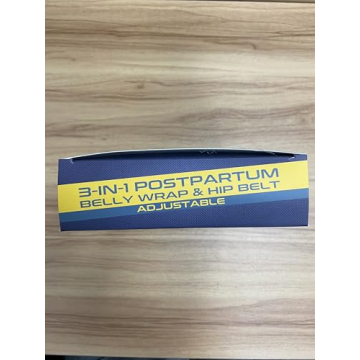 3-IN-1 POSTPARTUM
BELLY WRAP & HIP BELT
ADJUSTABLE